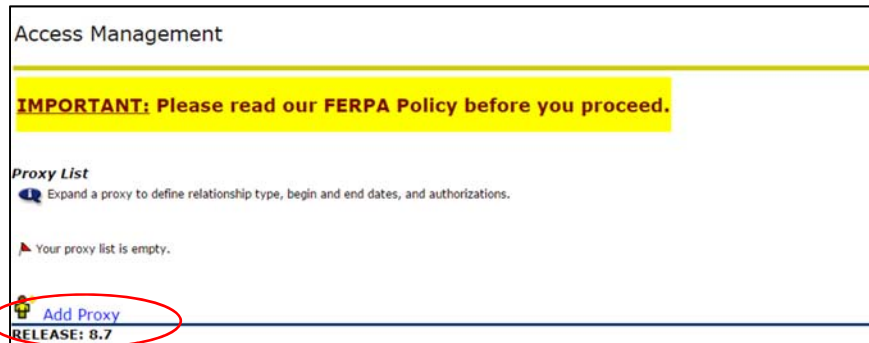 Access Management
IMPORTANT: Please read our FERPA Policy before you proceed.
Proxy List
Expand a proxy to define relationship type, begin and end dates, and authorizations.
Your proxy list is empty.
Add Proxy
RELEASE: 8.7